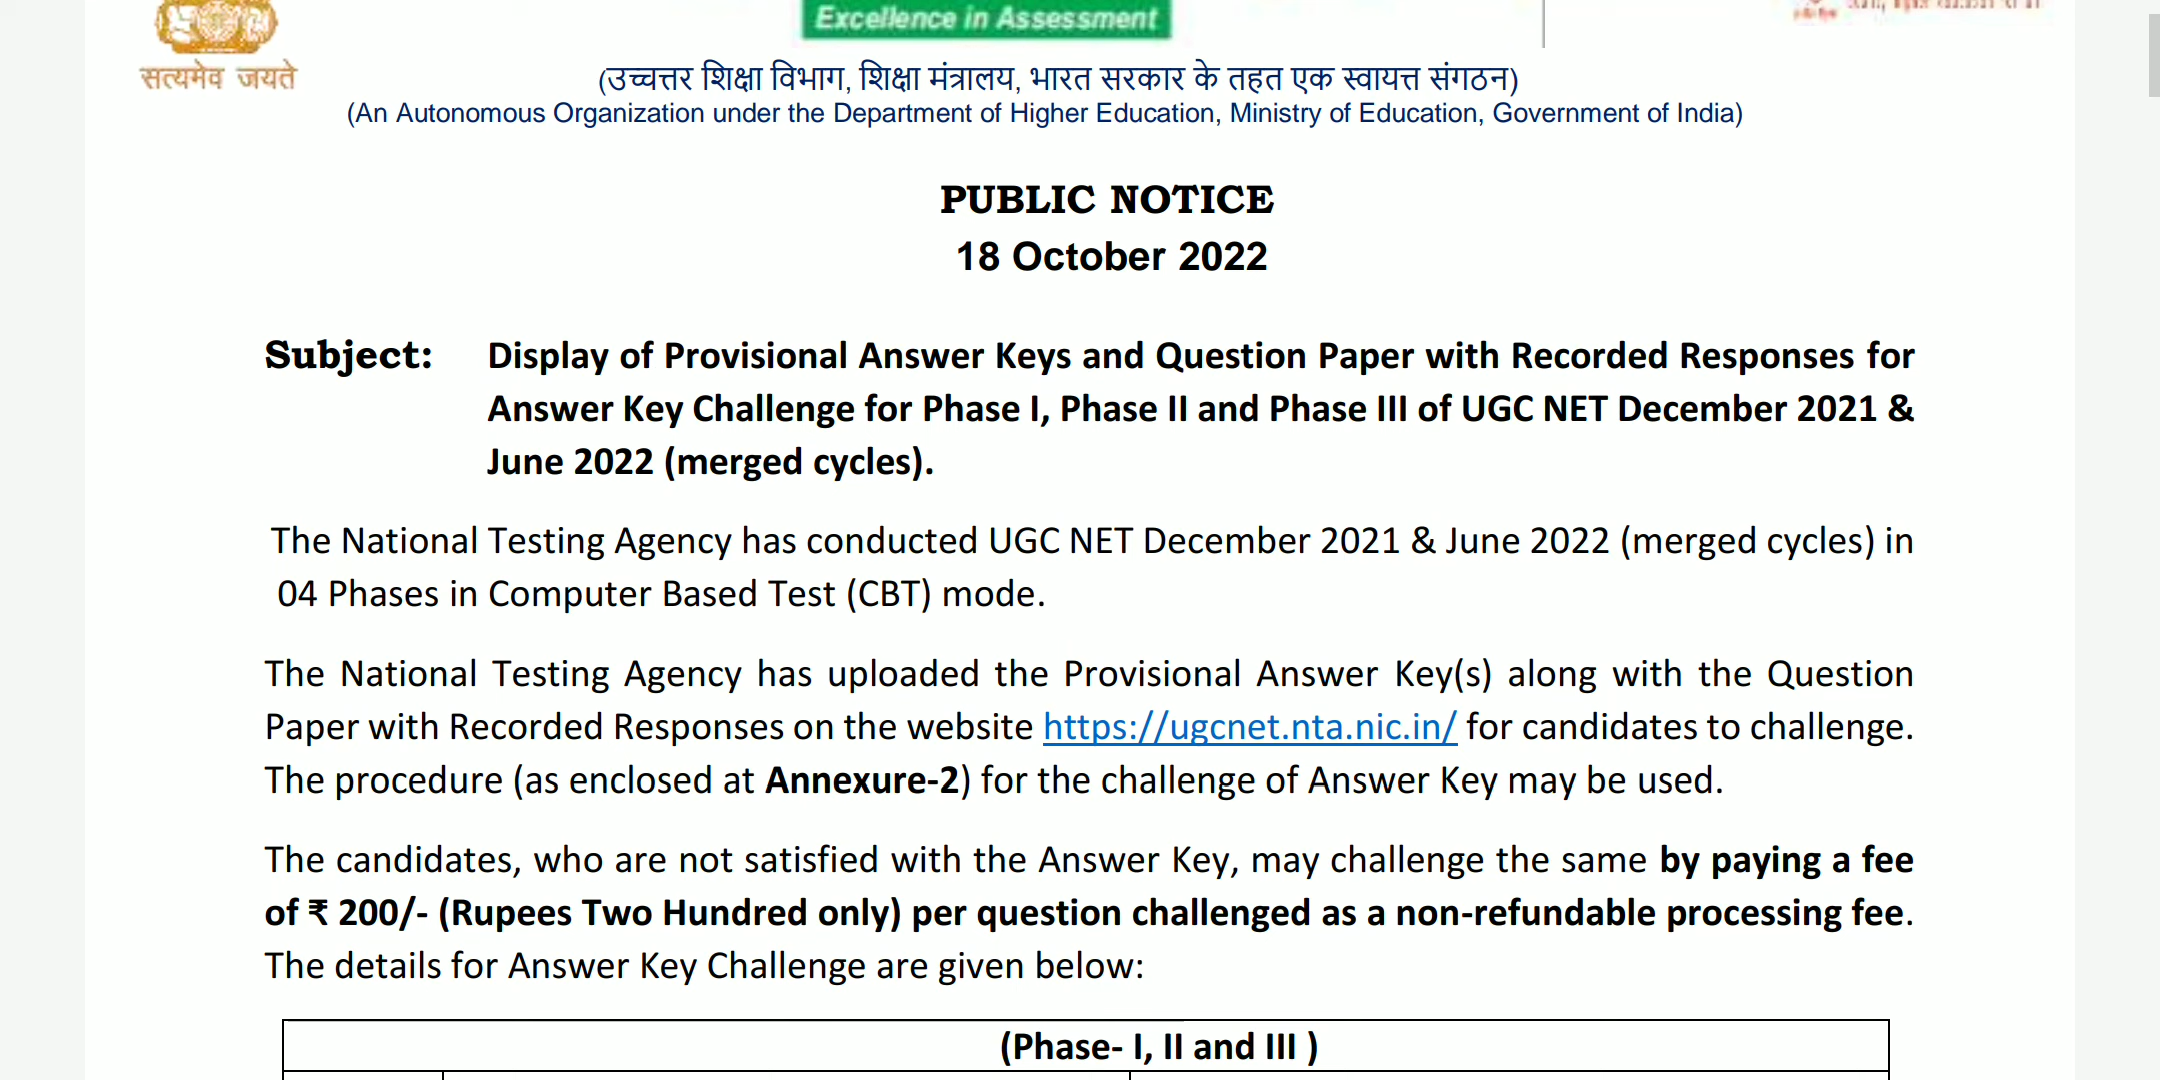 Excellence in Assessment
सत्यमेव जयते
(उच्चत्तर शिक्षा विभाग, शिक्षा मंत्रालय, भारत सरकार के तहत एक स्वायत्त संगठन)
(An Autonomous Organization under the Department of Higher Education, Ministry of Education, Government of India)
PUBLIC NOTICE
18 October 2022
Subject: Display of Provisional Answer Keys and Question Paper with Recorded Responses for
Answer Key Challenge for Phase I, Phase II and Phase III of UGC NET December 2021 &
June 2022 (merged cycles).
The National Testing Agency has conducted UGC NET December 2021 & June 2022 (merged cycles) in
04 Phases in Computer Based Test (CBT) mode.
The National Testing Agency has uploaded the Provisional Answer Key(s) along with the Question
Paper with Recorded Responses on the website https://ugcnet.nta.nic.in/ for candidates to challenge.
The procedure (as enclosed at Annexure-2) for the challenge of Answer Key may be used.
The candidates, who are not satisfied with the Answer Key, may challenge the same by paying a fee
of ₹ 200/- (Rupees Two Hundred only) per question challenged as a non-refundable processing fee.
The details for Answer Key Challenge are given below:
(Phase- I, II and III )